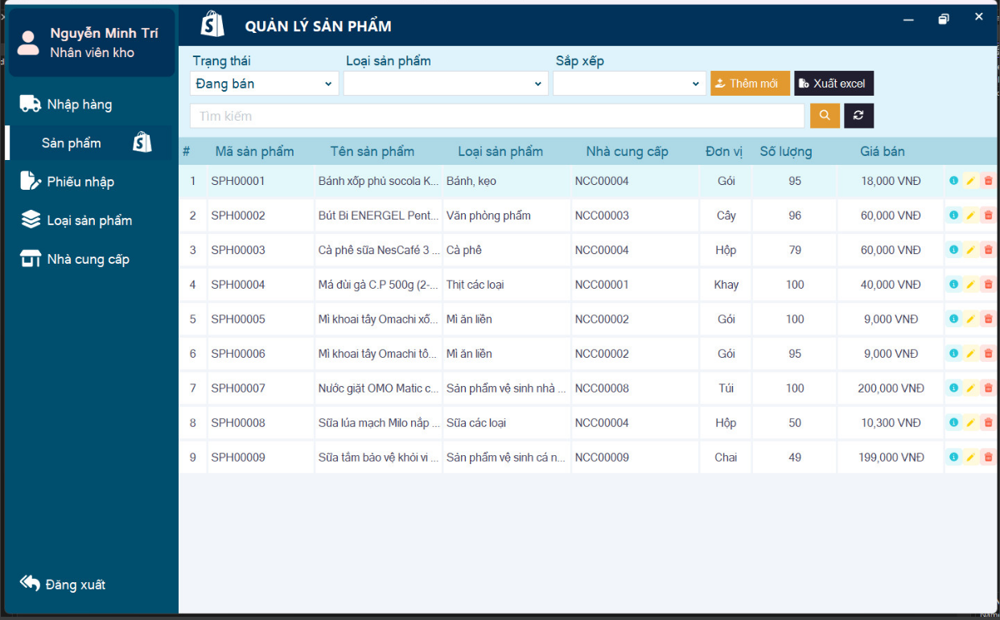 Nguyễn Minh Trí
Nhân viên kho
Nhập hàng
Sản phẩm
Phiếu nhập
Loại sản phẩm
Nhà cung cấp
Đăng xuất
QUẢN LÝ SẢN PHẨM
Trạng thái Loại sản phẩm Sắp xếp
Đang bán Thêm mới Xuất excel
Tìm kiếm
# Mã sản phẩm Tên sản phẩm Loại sản phẩm Nhà cung cấp Đơn vị Số lượng Giá bán
1 SPH00001 Bánh xốp phủ socola K... Bánh, kẹo NCC00004 Gói 95 18,000 VNĐ
2 SPH00002 Bút Bi ENERGEL Pent... Văn phòng phẩm NCC00003 Cây 96 60,000 VNĐ
3 SPH00003 Cà phê sữa NesCafé 3 ... Cà phê NCC00004 Hộp 79 60,000 VNĐ
4 SPH00004 Má đùi gà C.P 500g (2-... Thịt các loại NCC00001 Khay 100 40,000 VNĐ
5 SPH00005 Mì khoai tây Omachi xố... Mì ăn liền NCC00002 Gói 100 9,000 VNĐ
6 SPH00006 Mì khoai tây Omachi tô... Mì ăn liền NCC00002 Gói 95 9,000 VNĐ
7 SPH00007 Nước giặt OMO Matic c... Sản phẩm vệ sinh nhà ... NCC00008 Túi 100 200,000 VNĐ
8 SPH00008 Sữa lúa mạch Milo nắp ... Sữa các loại NCC00004 Hộp 50 10,300 VNĐ
9 SPH00009 Sữa tắm bảo vệ khỏi vi ... Sản phẩm vệ sinh cá n... NCC00009 Chai 49 199,000 VNĐ